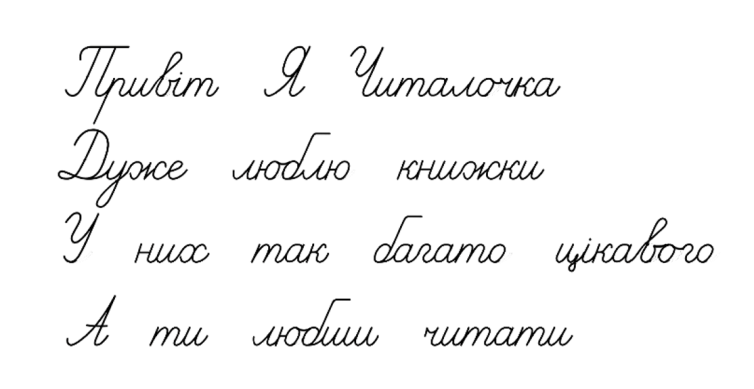 Привіт Я Читалочка
Дуже люблю книжки
У них так багато цікавого
А ти любиш читати